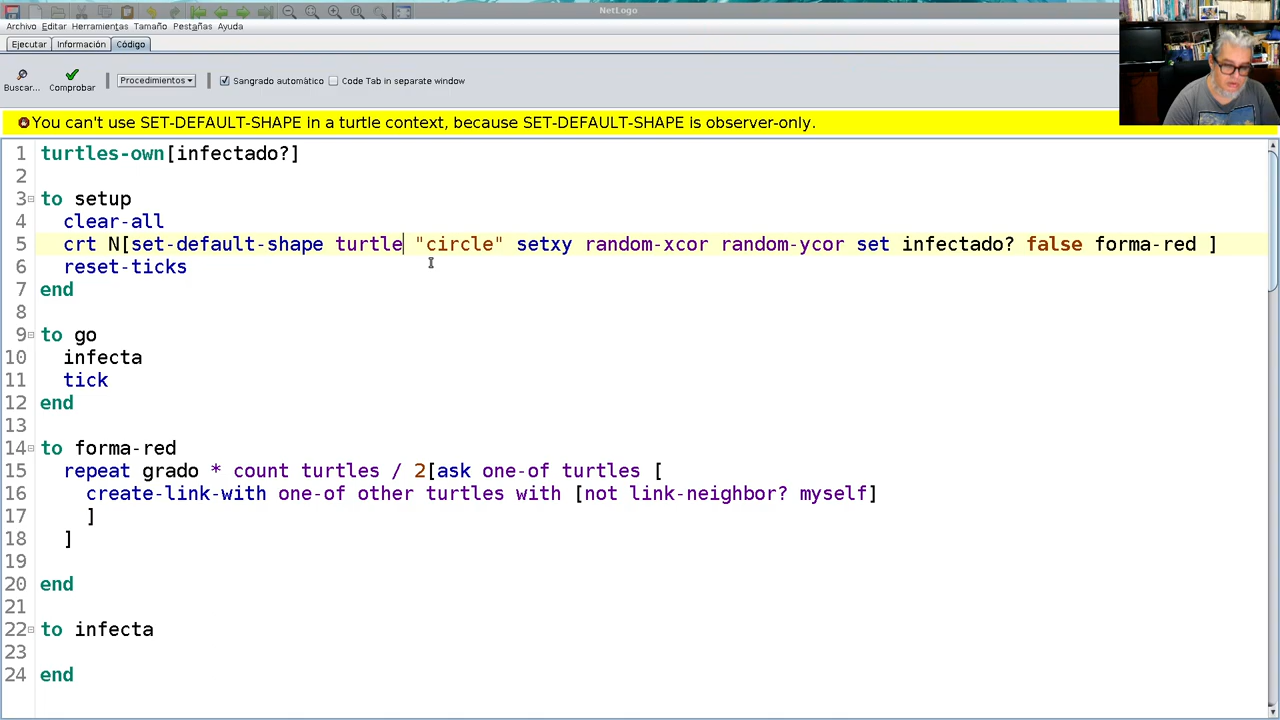 NetLogo
Archivo Editar Herramientas Tamaño Pestañas Ayuda
Ejecutar Información Código
Buscar... Comprobar Procedimientos Sangrado automático Code Tab in separate window
You can't use SET-DEFAULT-SHAPE in a turtle context, because SET-DEFAULT-SHAPE is observer-only.
1 turtles-own[infectado?]
2
3 to setup
4 clear-all
5 crt N[set-default-shape turtle "circle" setxy random-xcor random-ycor set infectado? false forma-red ]
6 reset-ticks
7 end
8
9 to go
10 infecta
11 tick
12 end
13
14 to forma-red
15 repeat grado * count turtles / 2[ask one-of turtles [
16 create-link-with one-of other turtles with [not link-neighbor? myself]
17 ]
18 ]
19
20 end
21
22 to infecta
23
24 end